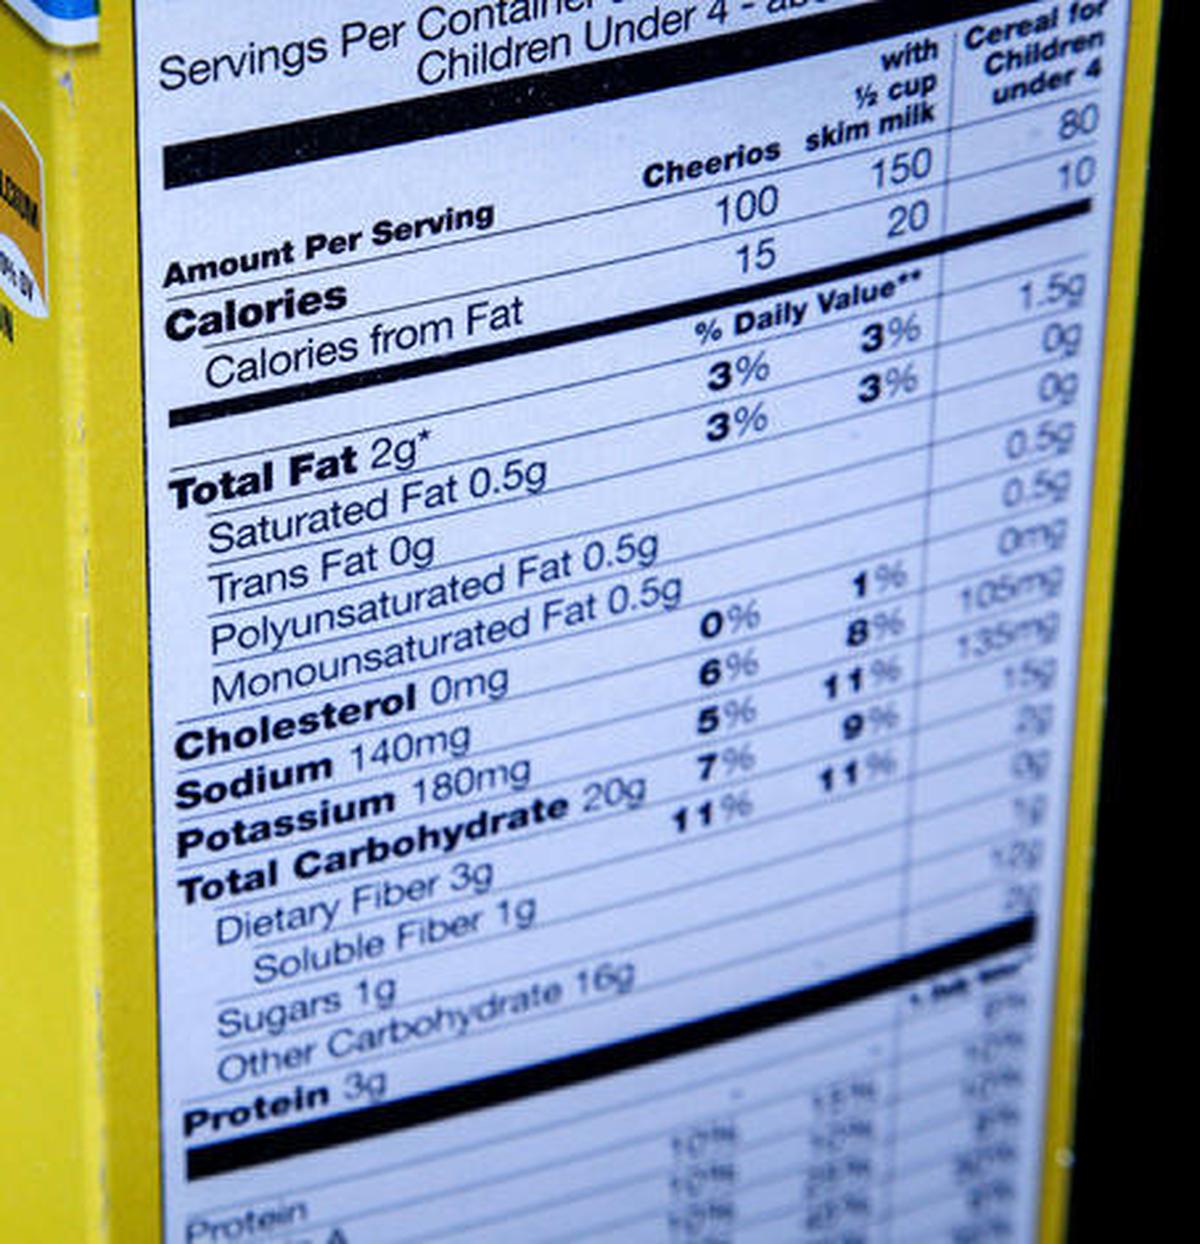 Servings Per Container
Children Under 4 -
Amount Per Serving Cheerios with ½ cup skim milk Cereal for Children under 4
Calories 100 150 80
Calories from Fat 15 20 10
% Daily Value**
Total Fat 2g* 3% 3% 1.5g
Saturated Fat 0.5g 3% 3% 0g
Trans Fat 0g 0g
Polyunsaturated Fat 0.5g 0.5g
Monounsaturated Fat 0.5g 0.5g
Cholesterol 0mg 0% 1% 0mg
Sodium 140mg 6% 8% 105mg
Potassium 180mg 5% 11% 135mg
Total Carbohydrate 20g 7% 9% 15g
Dietary Fiber 3g 11% 11% 2g
Soluble Fiber 1g 0g
Sugars 1g 1g
Other Carbohydrate 16g 12g
Protein 3g 2g
Protein
10% 15%
10% 10%
10%